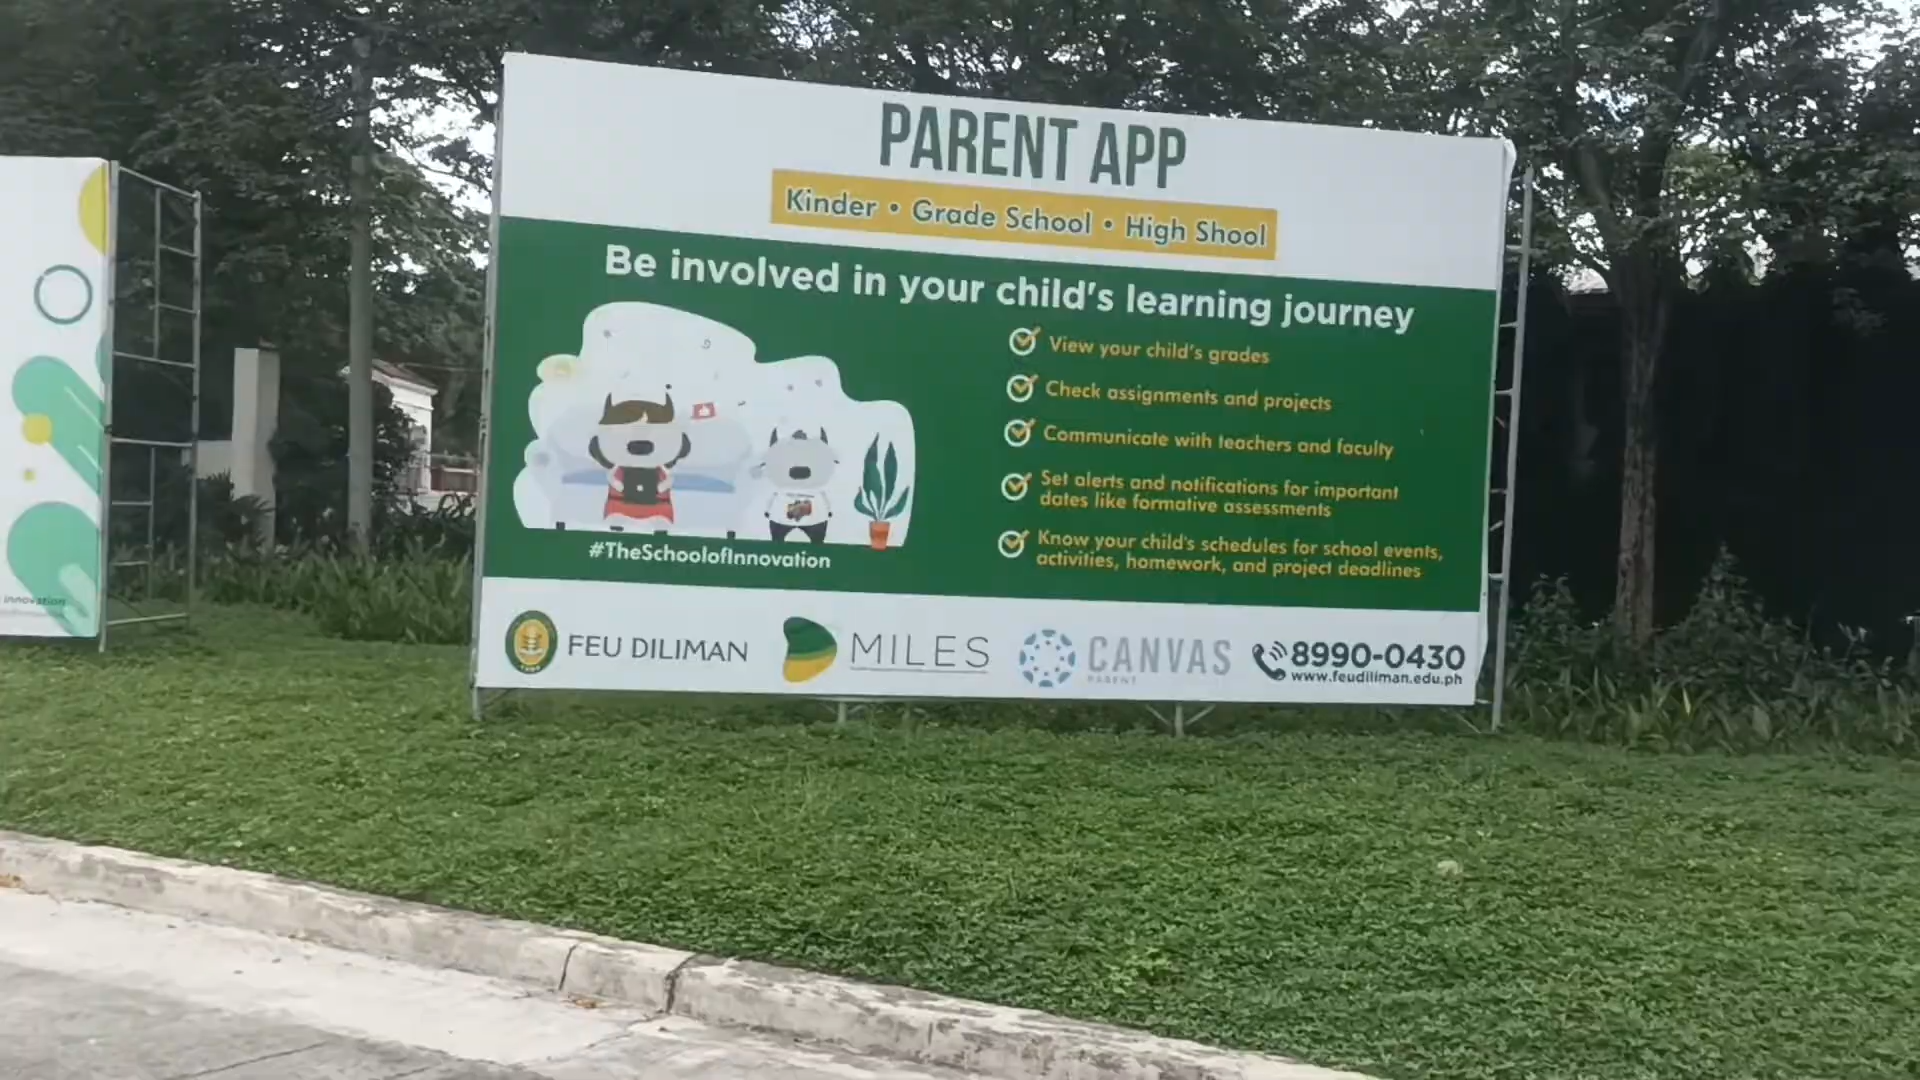 PARENT APP
Kinder • Grade School • High Shool
Be involved in your child's learning journey
View your child's grades
Check assignments and projects
Communicate with teachers and faculty
Set alerts and notifications for important
dates like formative assessments
Know your child's schedules for school events,
activities, homework, and project deadlines
#TheSchoolofInnovation
FEU DILIMAN
MILES
CANVAS
PARENT
8990-0430
www.feudiliman.edu.ph
innovation